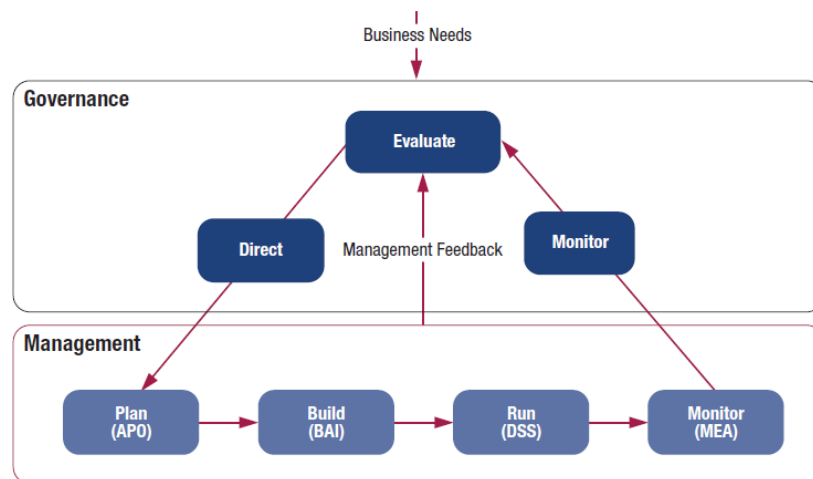 Business Needs
Governance
Evaluate
Direct
Management Feedback
Monitor
Management
Plan
(APO)
Build
(BAI)
Run
(DSS)
Monitor
(MEA)